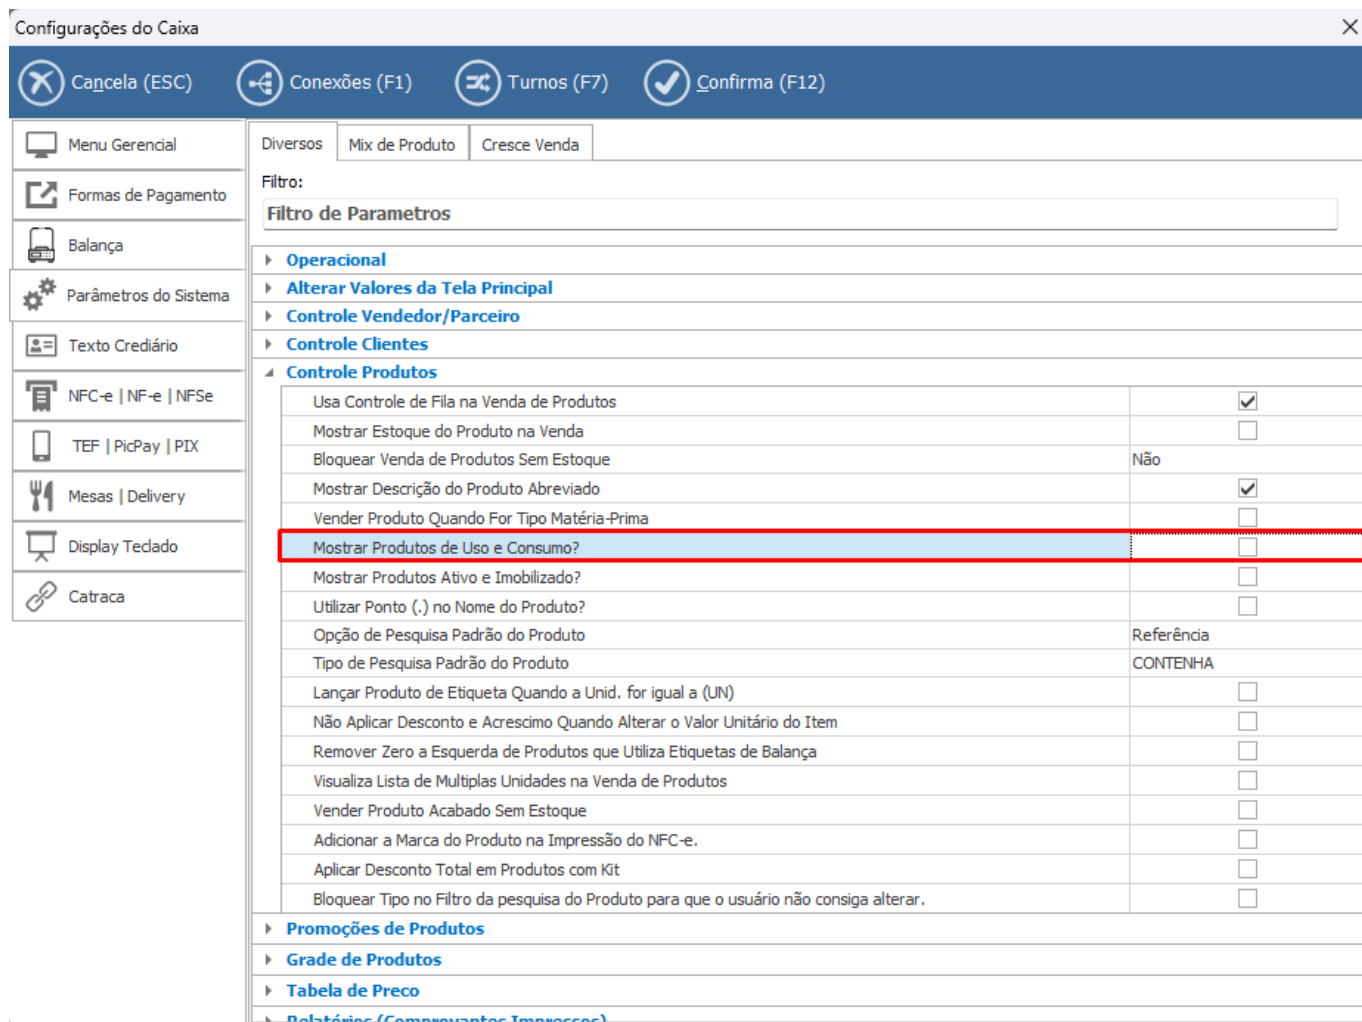 Configurações do Caixa
Cancela (ESC)
Conexões (F1)
Turnos (F7)
Confirma (F12)
Menu Gerencial
Formas de Pagamento
Balança
Parâmetros do Sistema
Texto Crediário
NFC-e | NF-e | NFSe
TEF | PicPay | PIX
Mesas | Delivery
Display Teclado
Catraca
Diversos
Mix de Produto
Cresce Venda
Filtro:
Filtro de Parametros
Operacional
Alterar Valores da Tela Principal
Controle Vendedor/Parceiro
Controle Clientes
Controle Produtos
Usa Controle de Fila na Venda de Produtos
Mostrar Estoque do Produto na Venda
Bloquear Venda de Produtos Sem Estoque Não
Mostrar Descrição do Produto Abreviado
Vender Produto Quando For Tipo Matéria-Prima
Mostrar Produtos de Uso e Consumo?
Mostrar Produtos Ativo e Imobilizado?
Utilizar Ponto (.) no Nome do Produto?
Opção de Pesquisa Padrão do Produto Referência
Tipo de Pesquisa Padrão do Produto CONTENHA
Lançar Produto de Etiqueta Quando a Unid. for igual a (UN)
Não Aplicar Desconto e Acrescimo Quando Alterar o Valor Unitário do Item
Remover Zero a Esquerda de Produtos que Utiliza Etiquetas de Balança
Visualiza Lista de Multiplas Unidades na Venda de Produtos
Vender Produto Acabado Sem Estoque
Adicionar a Marca do Produto na Impressão do NFC-e.
Aplicar Desconto Total em Produtos com Kit
Bloquear Tipo no Filtro da pesquisa do Produto para que o usuário não consiga alterar.
Promoções de Produtos
Grade de Produtos
Tabela de Preco
Relatórios (Comprovantes Impressos)